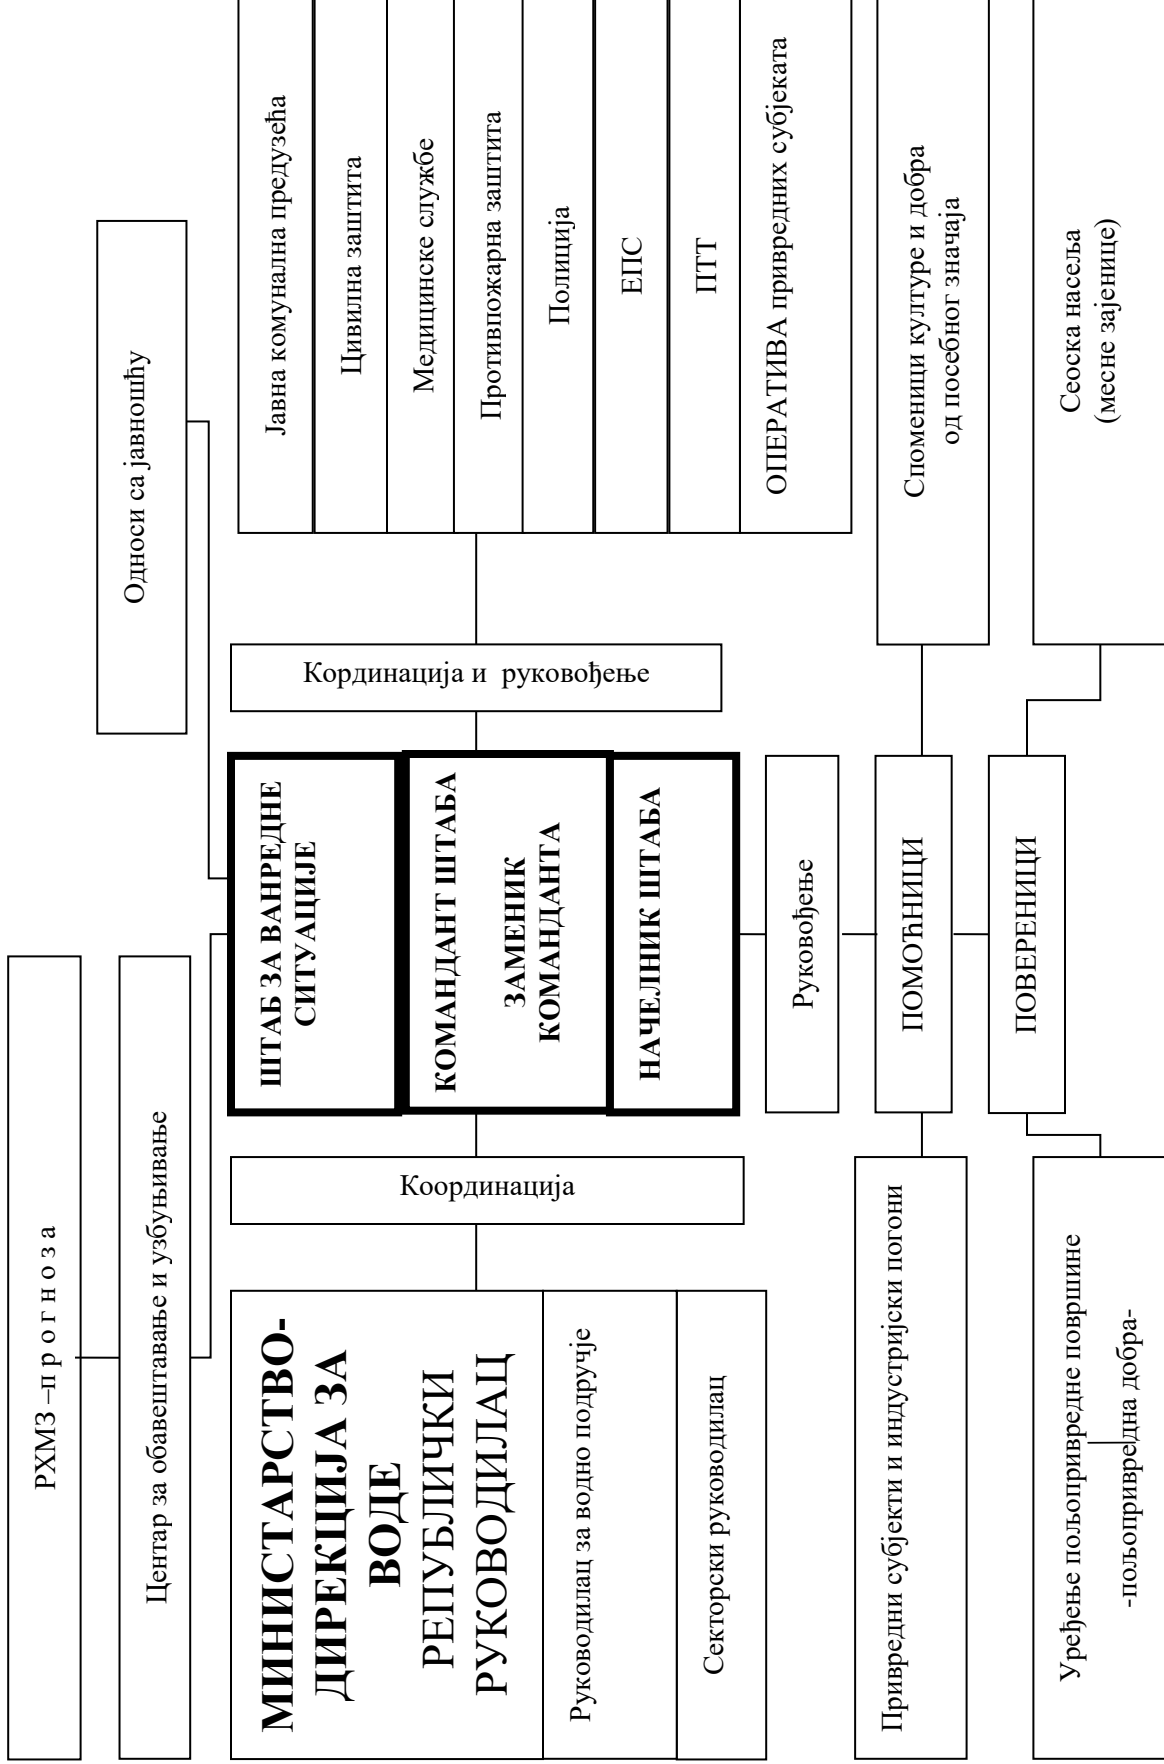 РХМЗ –п р о г н о з а
Центар за обавештавање и узбуњивање
Односи са јавношћу
МИНИСТАРСТВО-
ДИРЕКЦИЈА ЗА
ВОДЕ
РЕПУБЛИЧКИ
РУКОВОДИЛАЦ
Руководилац за водно подручје
Секторски руководилац
Координација
ШТАБ ЗА ВАНРЕДНЕ
СИТУАЦИЈЕ
КОМАНДАНТ ШТАБА
ЗАМЕНИК
КОМАНДАНТА
НАЧЕЛНИК ШТАБА
Кординација и руковођење
Јавна комунална предузећа
Цивилна заштита
Медицинске службе
Противпожарна заштита
Полиција
ЕПС
ПТТ
ОПЕРАТИВА привредних субјеката
Руковођење
Привредни субјекти и индустријски погони
ПОМОЋНИЦИ
Споменици културе и добра
од посебног значаја
Уређење пољопривредне површине
-пољопривредна добра-
ПОВЕРЕНИЦИ
Сеоска насеља
(месне зајенице)